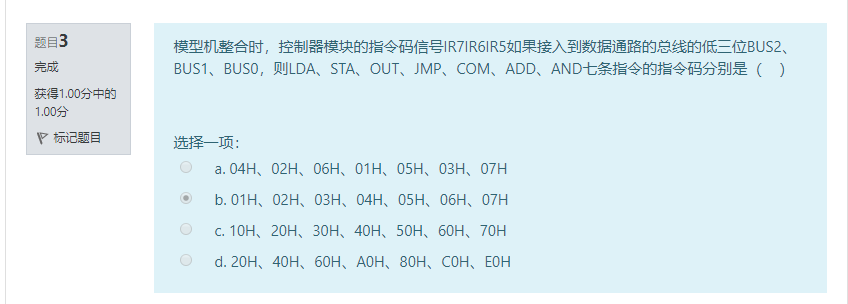 题目3
完成
获得1.00分中的
1.00分
标记题目
模型机整合时，控制器模块的指令码信号IR7IR6IR5如果接入到数据通路的总线的低三位BUS2、
BUS1、BUS0，则LDA、STA、OUT、JMP、COM、ADD、AND七条指令的指令码分别是（ ）
选择一项：
a. 04H、02H、06H、01H、05H、03H、07H
b. 01H、02H、03H、04H、05H、06H、07H
c. 10H、20H、30H、40H、50H、60H、70H
d. 20H、40H、60H、A0H、80H、C0H、E0H